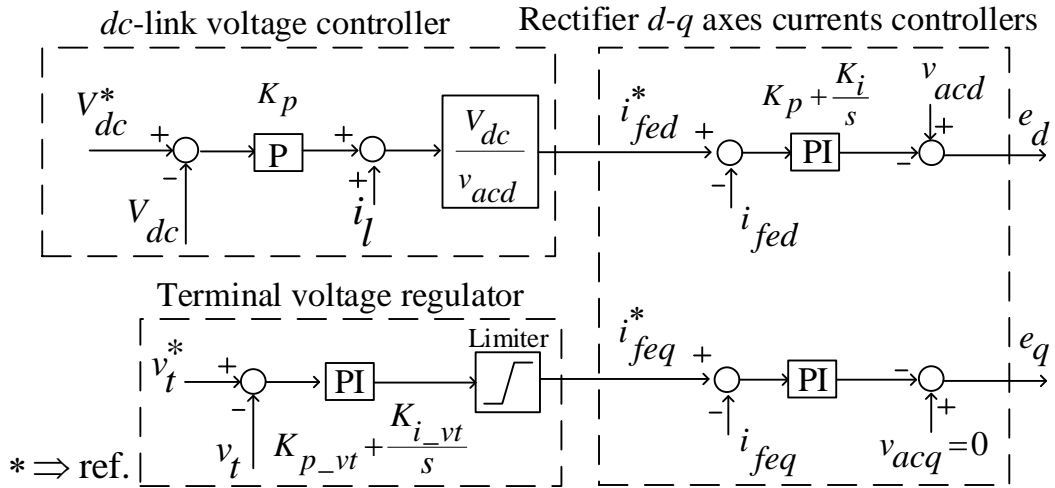 dc-link voltage controller
Rectifier d-q axes currents controllers
V*dc
+
-
Vdc
Kp
P
+
+
il
Vdc
vacd
i*fed
+
-
ifed
Kp + Ki/s
PI
vacd
+
-
ed
Terminal voltage regulator
v*t
+
-
vt
PI
Kp_vt + Ki_vt/s
Limiter
i*feq
+
-
ifeq
PI
-
+
vacq = 0
eq
* ⇒ ref.